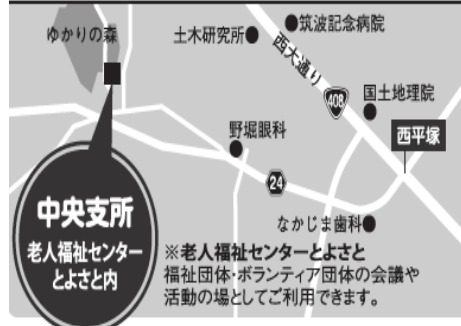 ゆかりの森
土木研究所
筑波記念病院
西大通り
408
国土地理院
西平塚
野堀眼科
24
なかじま歯科
中央支所
老人福祉センター
とよさと内
※老人福祉センターとよさと
福祉団体・ボランティア団体の会議や
活動の場としてご利用できます。